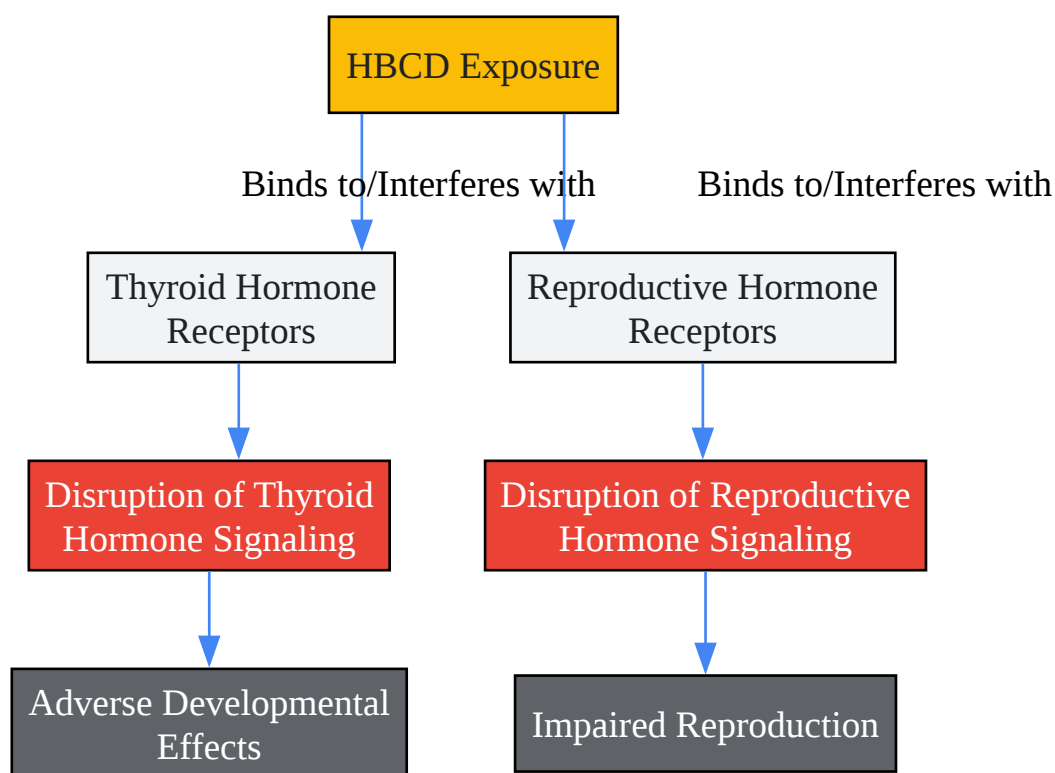 HBCD Exposure
Binds to/Interferes with
Binds to/Interferes with
Thyroid Hormone
Receptors
Reproductive Hormone
Receptors
Disruption of Thyroid
Hormone Signaling
Disruption of Reproductive
Hormone Signaling
Adverse Developmental
Effects
Impaired Reproduction